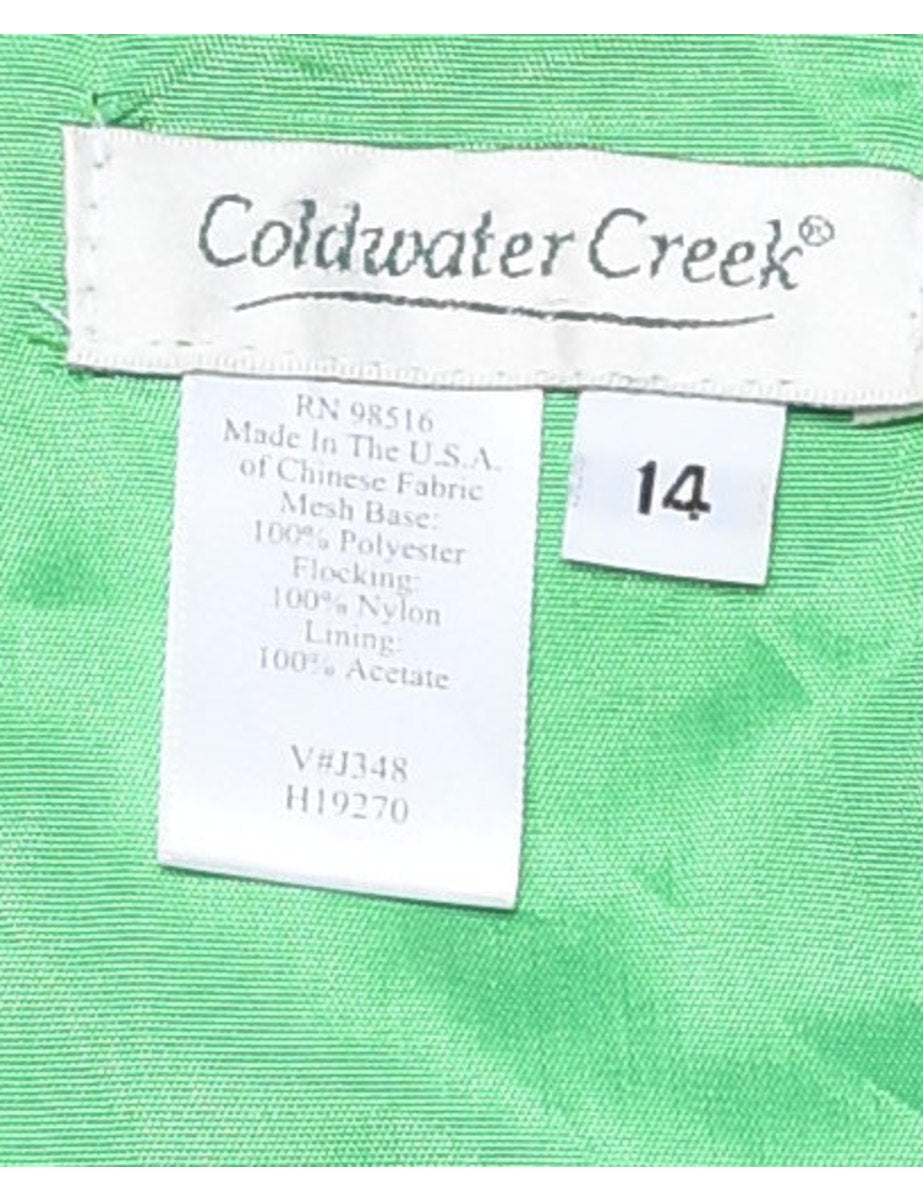 Coldwater Creek®
RN 98516
Made In The U.S.A.
of Chinese Fabric
Mesh Base:
100% Polyester
Flocking:
100% Nylon
Lining:
100% Acetate
V#J348
H19270
14